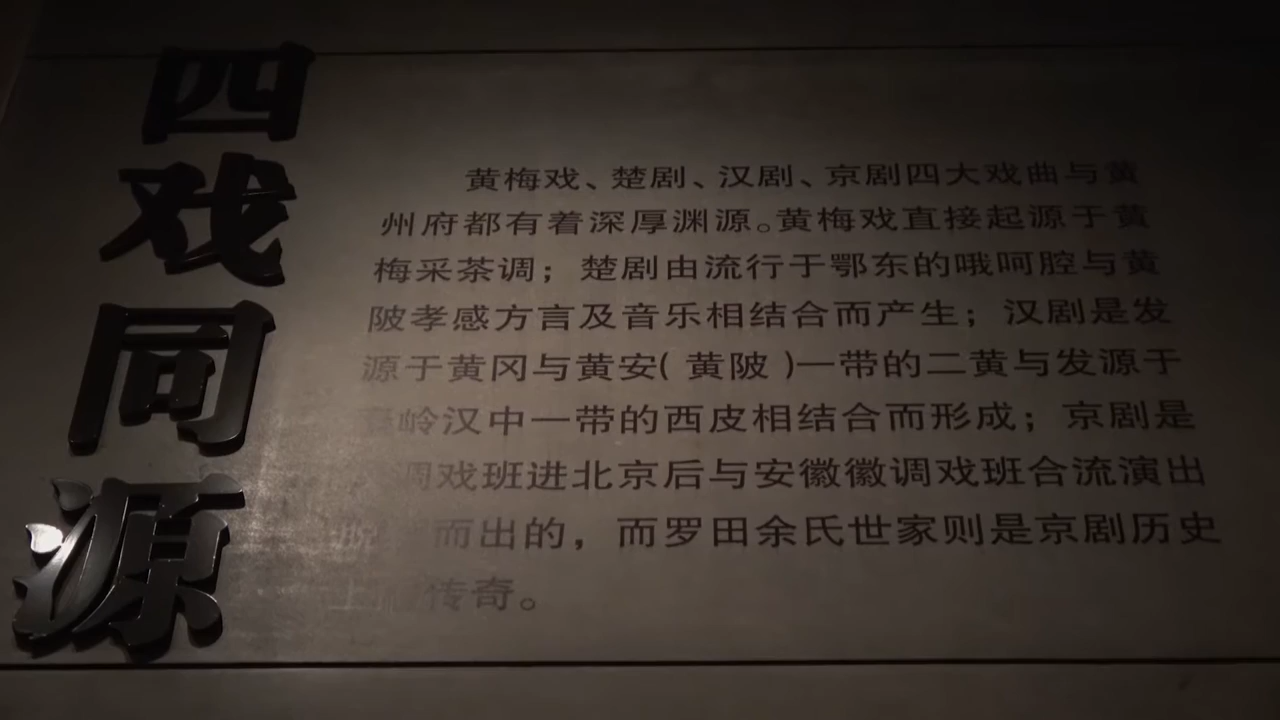 四戏同源
黄梅戏、楚剧、汉剧、京剧四大戏曲与黄
州府都有着深厚渊源。黄梅戏直接起源于黄
梅采茶调；楚剧由流行于鄂东的哦呵腔与黄
陂孝感方言及音乐相结合而产生；汉剧是发
源于黄冈与黄安(黄陂)一带的二黄与发源于
岭汉中一带的西皮相结合而形成；京剧是
调戏班进北京后与安徽徽调戏班合流演出
而出的，而罗田余氏世家则是京剧历史
传奇。